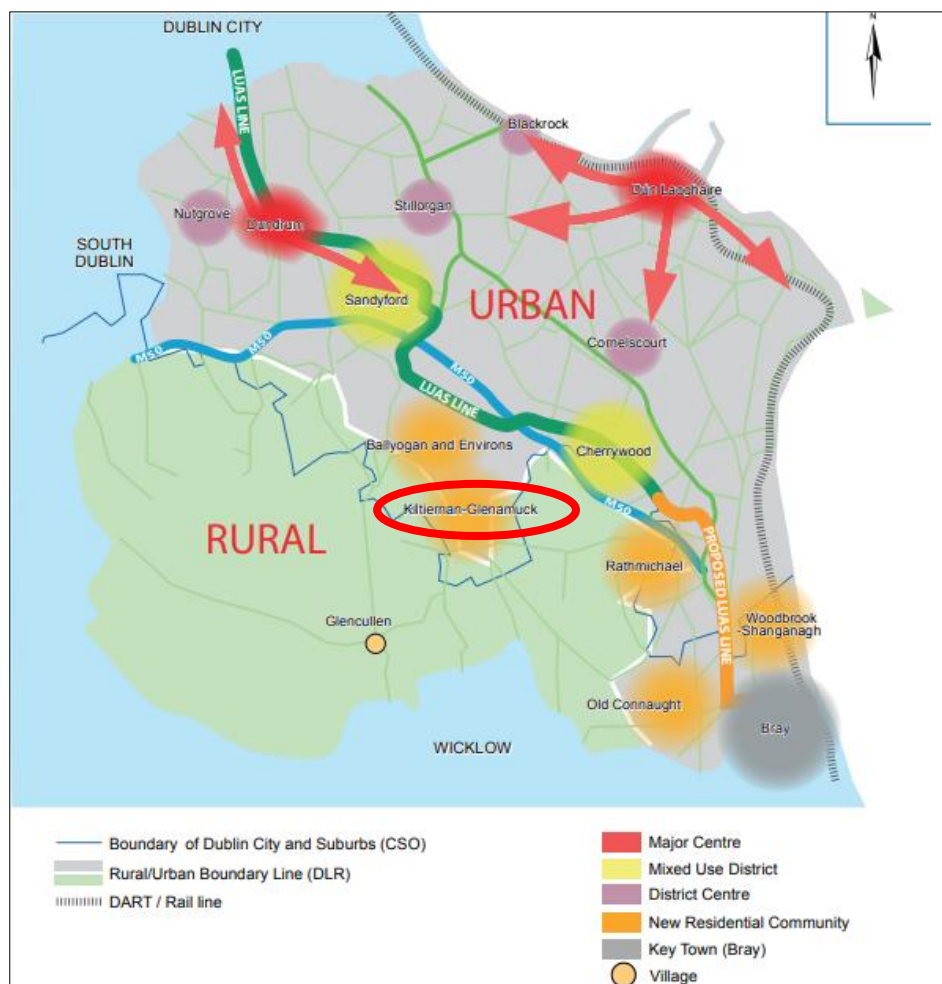 DUBLIN CITY
N
LUAS LINE
Blackrock
Dún Laoghaire
Nutgrove
Stillorgan
Dundrum
SOUTH
DUBLIN
Sandyford
URBAN
M50
M50
Cornelscourt
M50
LUAS LINE
Ballyogan and Environs
Cherrywood
Kiltiernan-Glenamuck
M50
RURAL
PROPOSED LUAS LINE
Rathmichael
Glencullen
Woodbrook
-Shanganagh
Old Connaught
Bray
WICKLOW
Boundary of Dublin City and Suburbs (CSO)
Rural/Urban Boundary Line (DLR)
DART / Rail line
Major Centre
Mixed Use District
District Centre
New Residential Community
Key Town (Bray)
Village